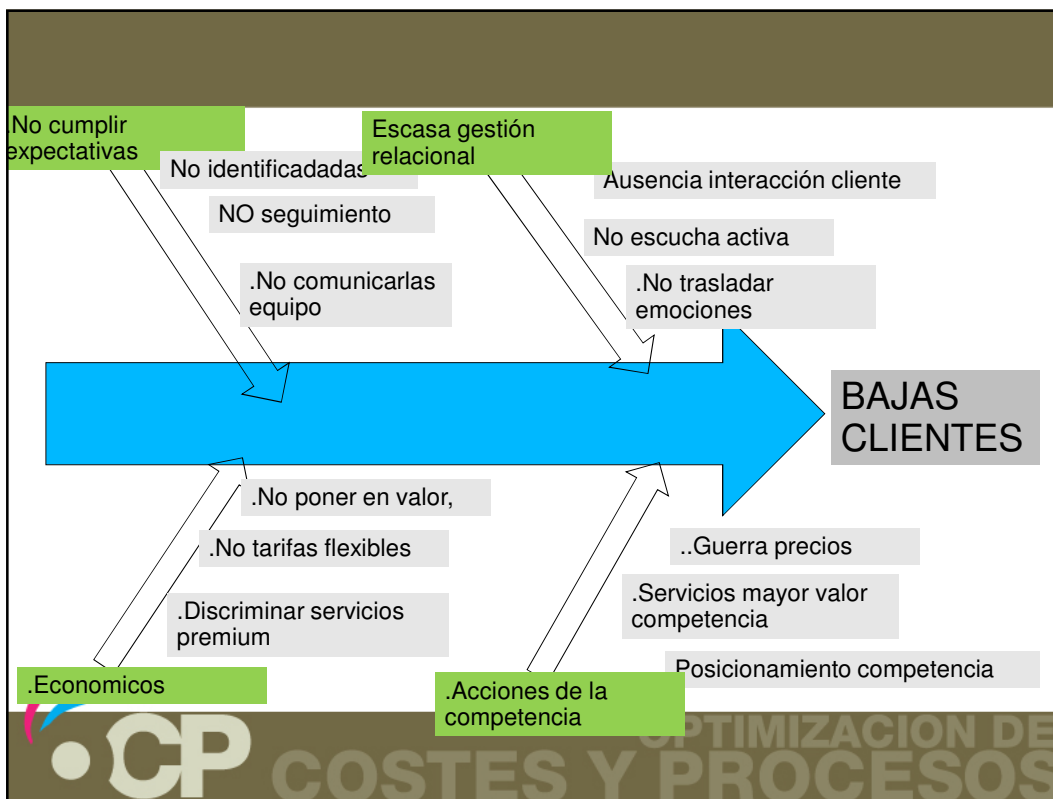 .No cumplir
expectativas
No identificadadas
NO seguimiento
.No comunicarlas
equipo
Escasa gestión
relacional
Ausencia interacción cliente
No escucha activa
.No trasladar
emociones
BAJAS
CLIENTES
.No poner en valor,
.No tarifas flexibles
.Discriminar servicios
premium
.Economicos
..Guerra precios
.Servicios mayor valor
competencia
Posicionamiento competencia
.Acciones de la
competencia
CP
OPTIMIZACION DE
COSTES Y PROCESOS